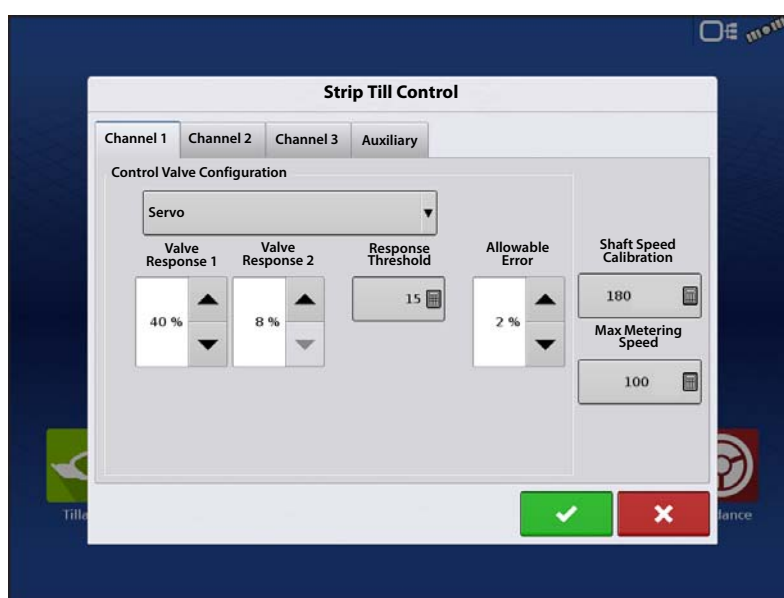 Strip Till Control
Channel 1 Channel 2 Channel 3 Auxiliary
Control Valve Configuration
Servo
Valve Response 1
Valve Response 2
Response Threshold
Allowable Error
Shaft Speed Calibration
40 %
8 %
15
2 %
180
Max Metering Speed
100
Tilla
dance